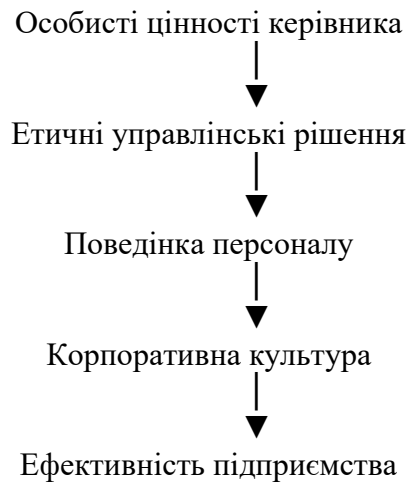 Особисті цінності керівника
Етичні управлінські рішення
Поведінка персоналу
Корпоративна культура
Ефективність підприємства